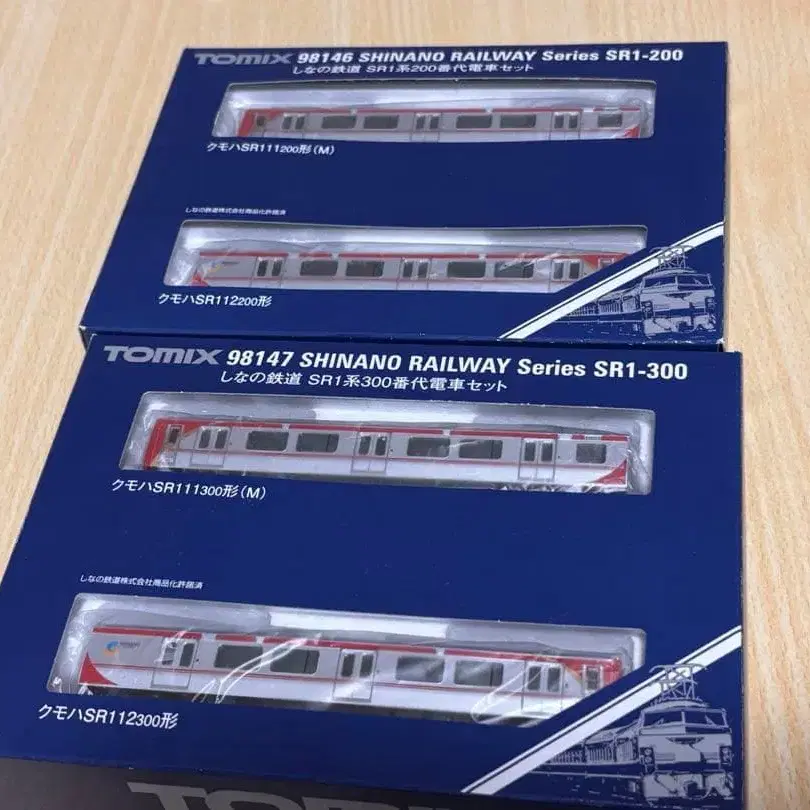 TOMIX 98146 SHINANO RAILWAY Series SR1-200
しなの鉄道 SR1系200番代電車セット
クモハSR111200形(M)
しなの鉄道株式会社商品化許諾済
クモハSR112200形
TOMIX 98147 SHINANO RAILWAY Series SR1-300
しなの鉄道 SR1系300番代電車セット
クモハSR111300形(M)
しなの鉄道株式会社商品化許諾済
クモハSR112300形
TOMIX